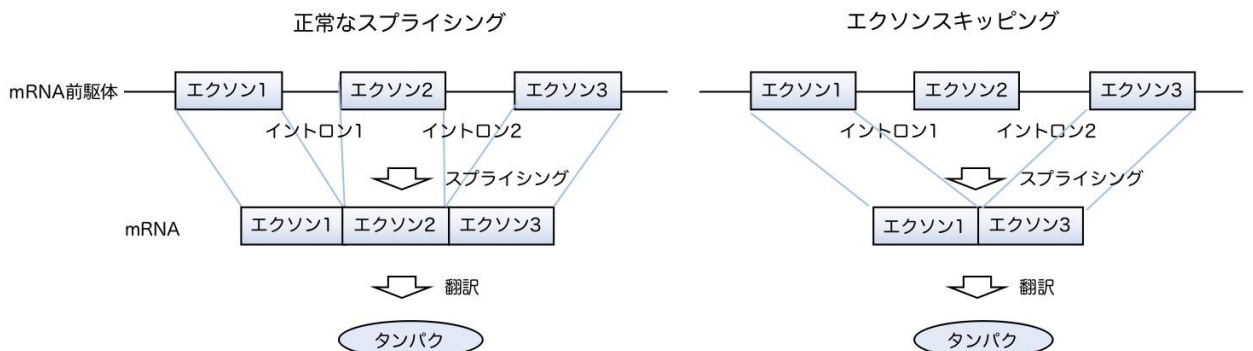 正常なスプライシング
エクソンスキッピング
mRNA前駆体 エクソン1 エクソン2 エクソン3
エクソン1 エクソン2 エクソン3
イントロン1 イントロン2
イントロン1 イントロン2
スプライシング
スプライシング
mRNA エクソン1 エクソン2 エクソン3
エクソン1 エクソン3
翻訳
翻訳
タンパク
タンパク